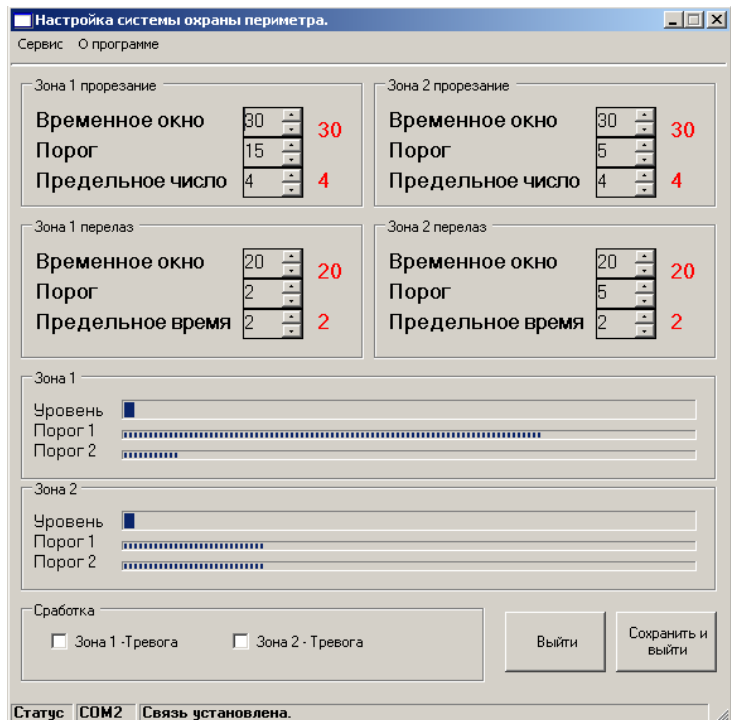 Настройка системы охраны периметра.
Сервис О программе
Зона 1 прорезание
Временное окно 30 30
Порог 15
Предельное число 4 4
Зона 2 прорезание
Временное окно 30 30
Порог 5
Предельное число 4 4
Зона 1 перелаз
Временное окно 20 20
Порог 2
Предельное время 2 2
Зона 2 перелаз
Временное окно 20 20
Порог 5
Предельное время 2 2
Зона 1
Уровень
Порог 1
Порог 2
Зона 2
Уровень
Порог 1
Порог 2
Сработка
Зона 1 -Тревога Зона 2 - Тревога
Выйти
Сохранить и
выйти
Статус COM2 Связь установлена.